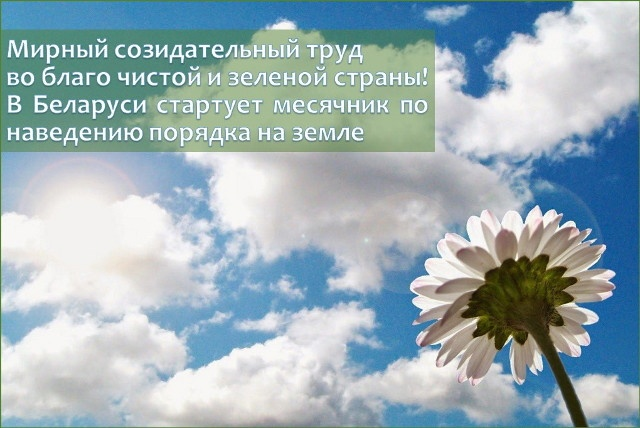 Мирный созидательный труд
во благо чистой и зеленой страны!
В Беларуси стартует месячник по
наведению порядка на земле